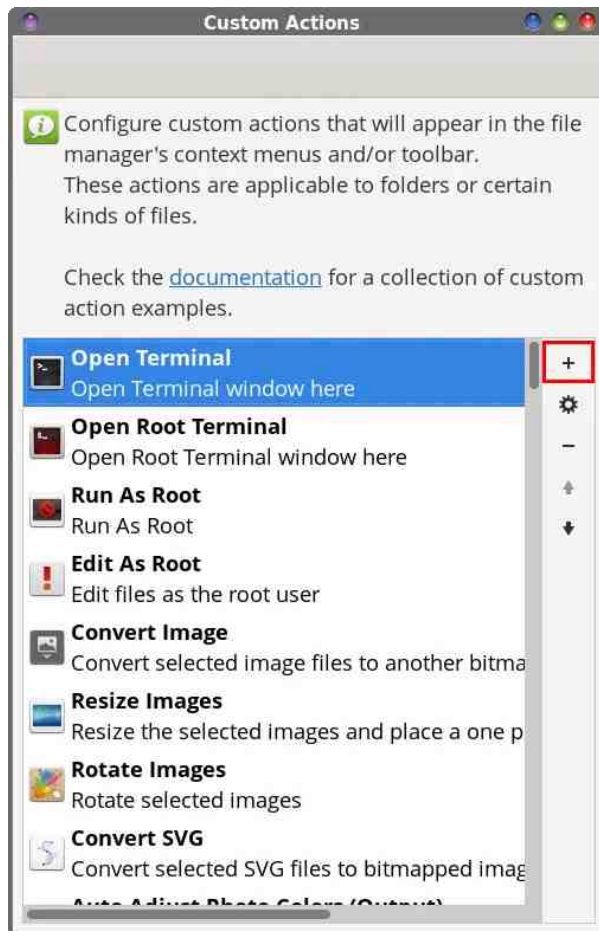 Custom Actions
Configure custom actions that will appear in the file
manager's context menus and/or toolbar.
These actions are applicable to folders or certain
kinds of files.
Check the documentation for a collection of custom
action examples.
Open Terminal
Open Terminal window here
Open Root Terminal
Open Root Terminal window here
Run As Root
Run As Root
Edit As Root
Edit files as the root user
Convert Image
Convert selected image files to another bitma
Resize Images
Resize the selected images and place a one p
Rotate Images
Rotate selected images
Convert SVG
Convert selected SVG files to bitmapped imag
Auto Adjust Photo Colors (Output)